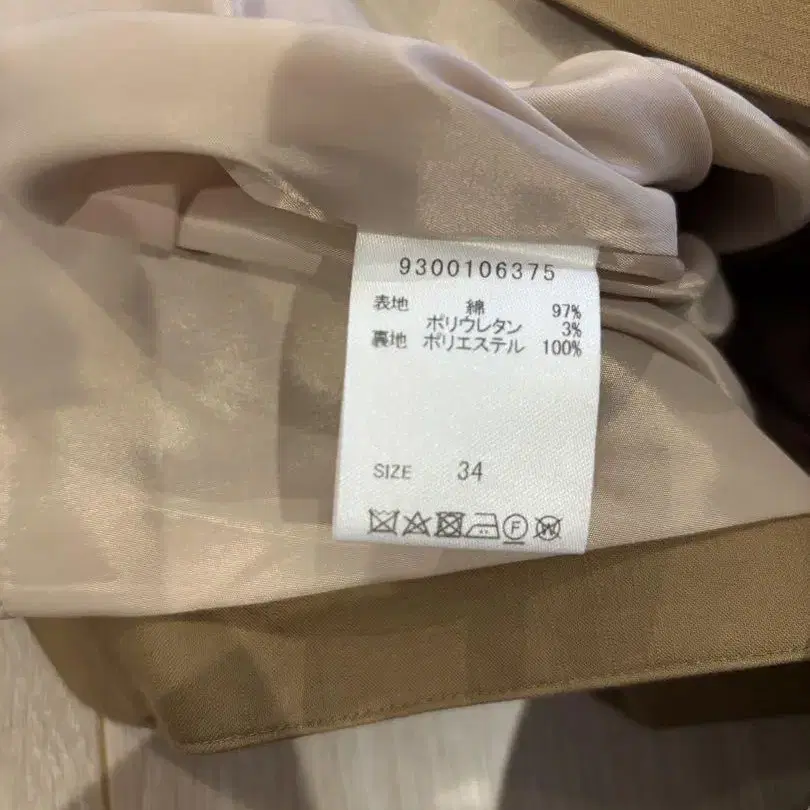 9300106375
表地 綿 97%
ポリウレタン 3%
裏地 ポリエステル 100%
SIZE 34
F W